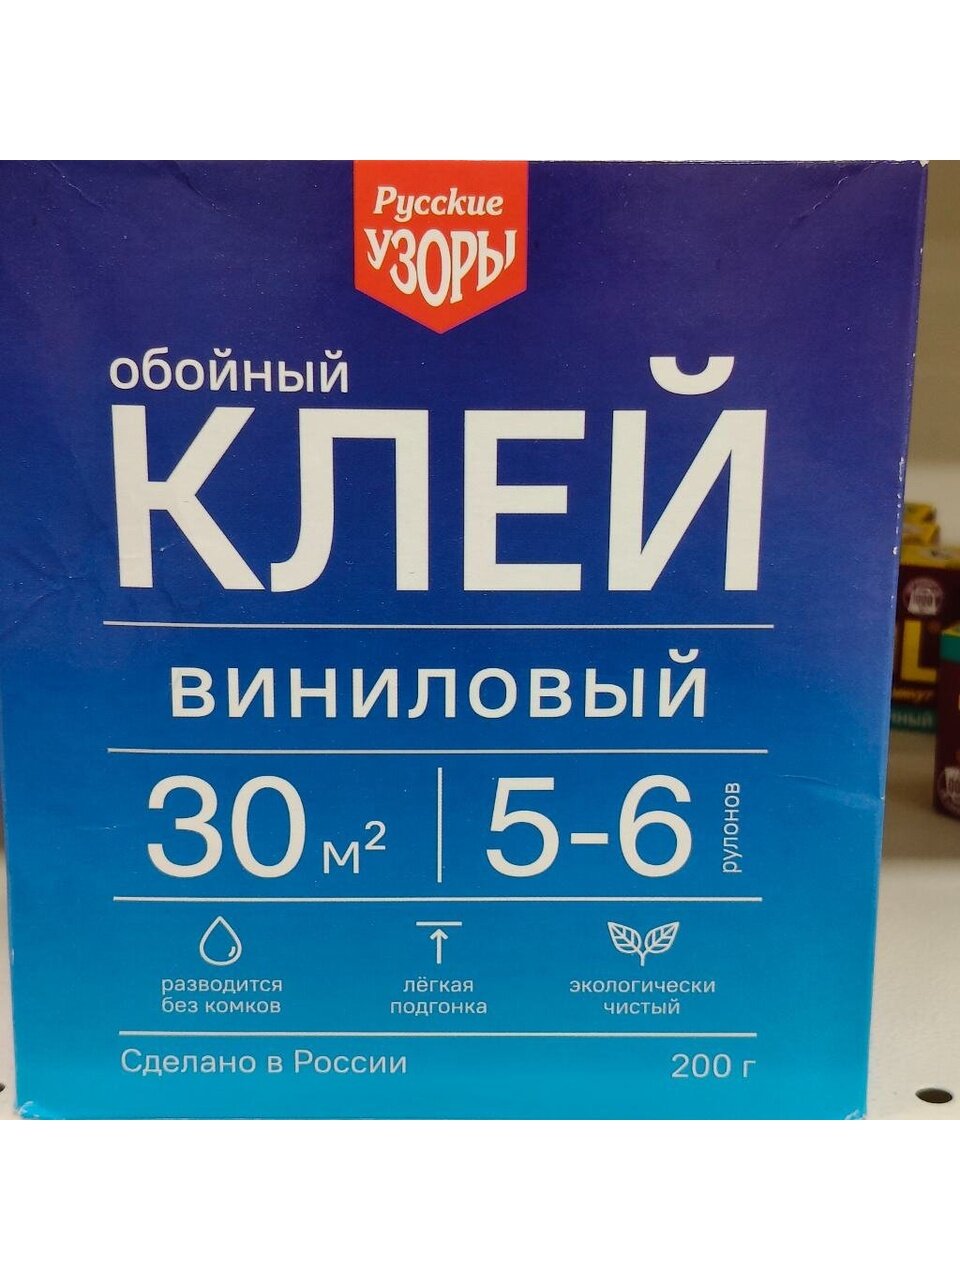 Русские
УЗОРЫ
обойный
КЛЕЙ
ВИНИЛОВЫЙ
30 м²
5-6 рулонов
разводится
без комков
лёгкая
подгонка
экологически
чистый
Сделано в России
200 г